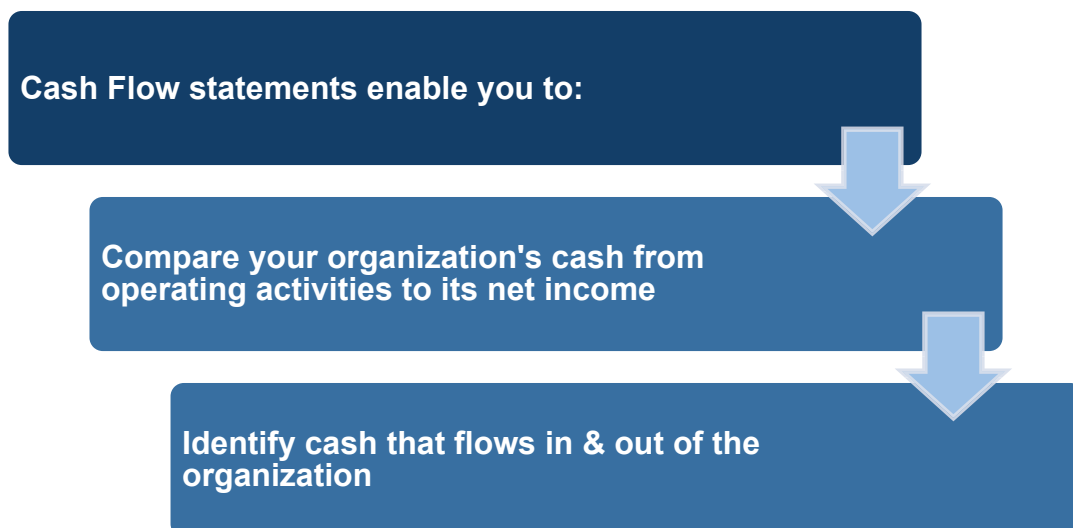 Cash Flow statements enable you to:
Compare your organization's cash from
operating activities to its net income
Identify cash that flows in & out of the
organization